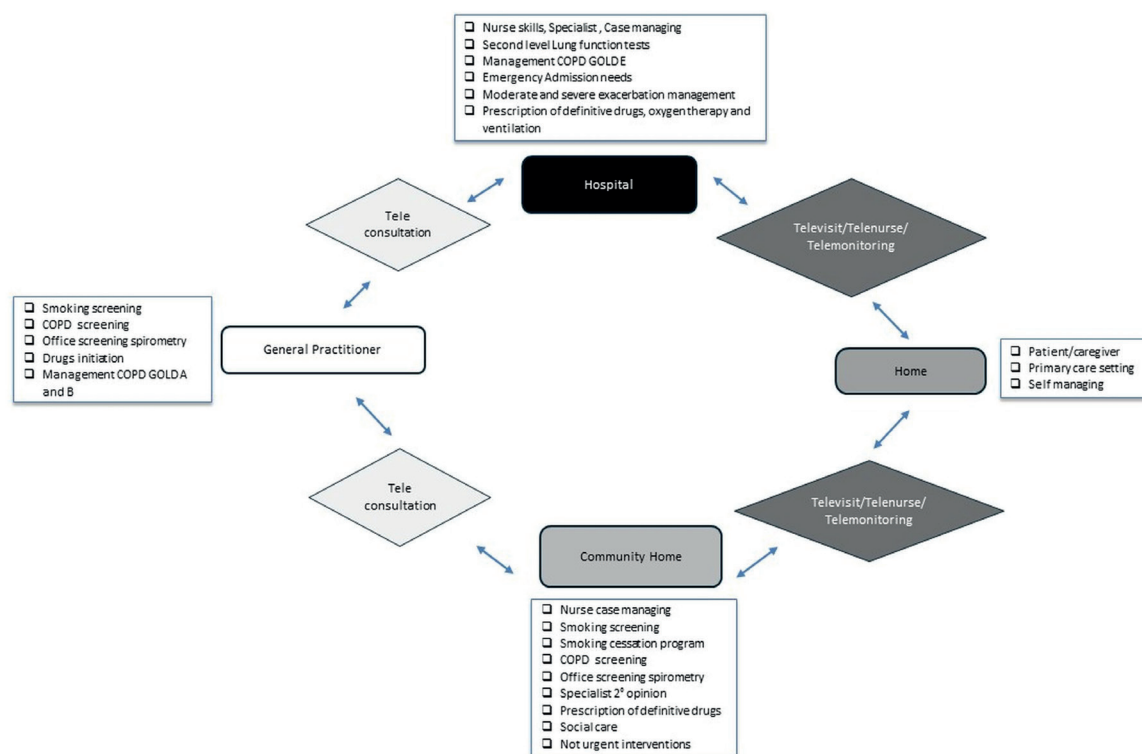 Nurse skills, Specialist , Case managing
Second level Lung function tests
Management COPD GOLD E
Emergency Admission needs
Moderate and severe exacerbation management
Prescription of definitive drugs, oxygen therapy and
ventilation
Hospital
Tele
consultation
Televisit/Telenurse/
Telemonitoring
Smoking screening
COPD screening
Office screening spirometry
Drugs initiation
Management COPD GOLD A
and B
General Practitioner
Home
Patient/caregiver
Primary care setting
Self managing
Tele
consultation
Televisit/Telenurse/
Telemonitoring
Community Home
Nurse case managing
Smoking screening
Smoking cessation program
COPD screening
Office screening spirometry
Specialist 2° opinion
Prescription of definitive drugs
Social care
Not urgent interventions